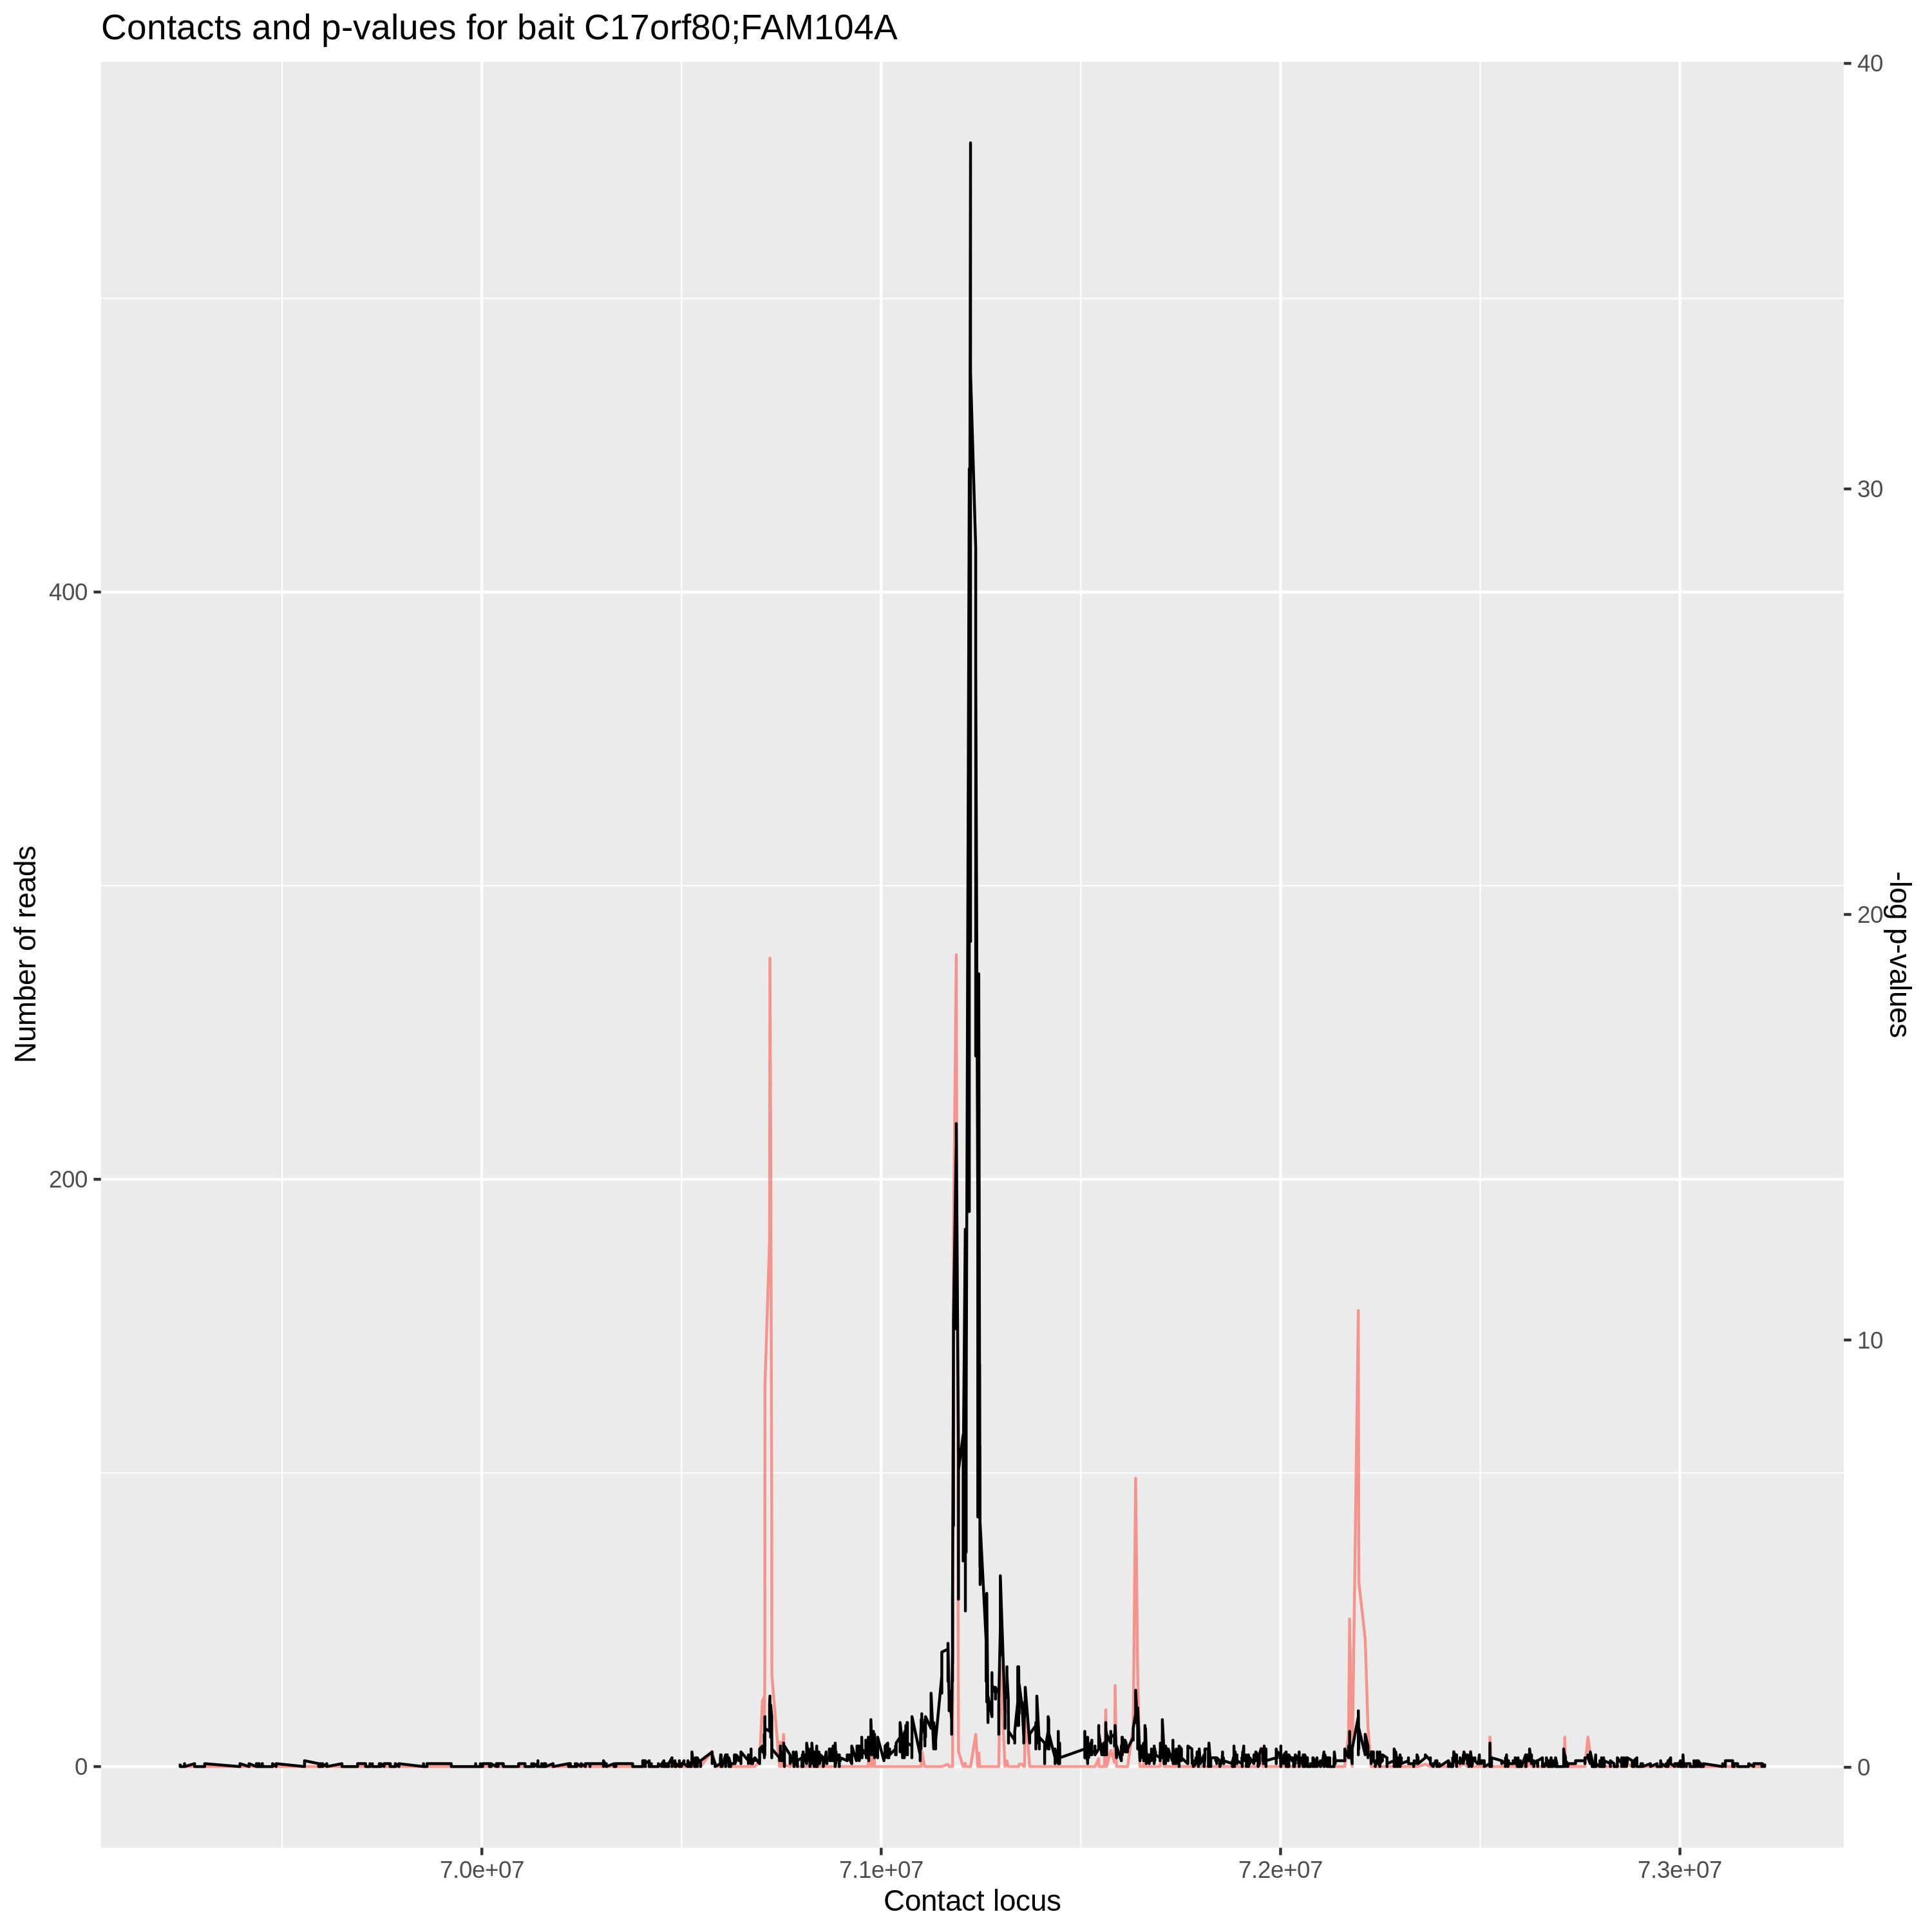 Contacts and p-values for bait C17orf80;FAM104A
Number of reads
400
200
0
40
30
20
10
0
-log p-values
7.0e+07
7.1e+07
7.2e+07
7.3e+07
Contact locus